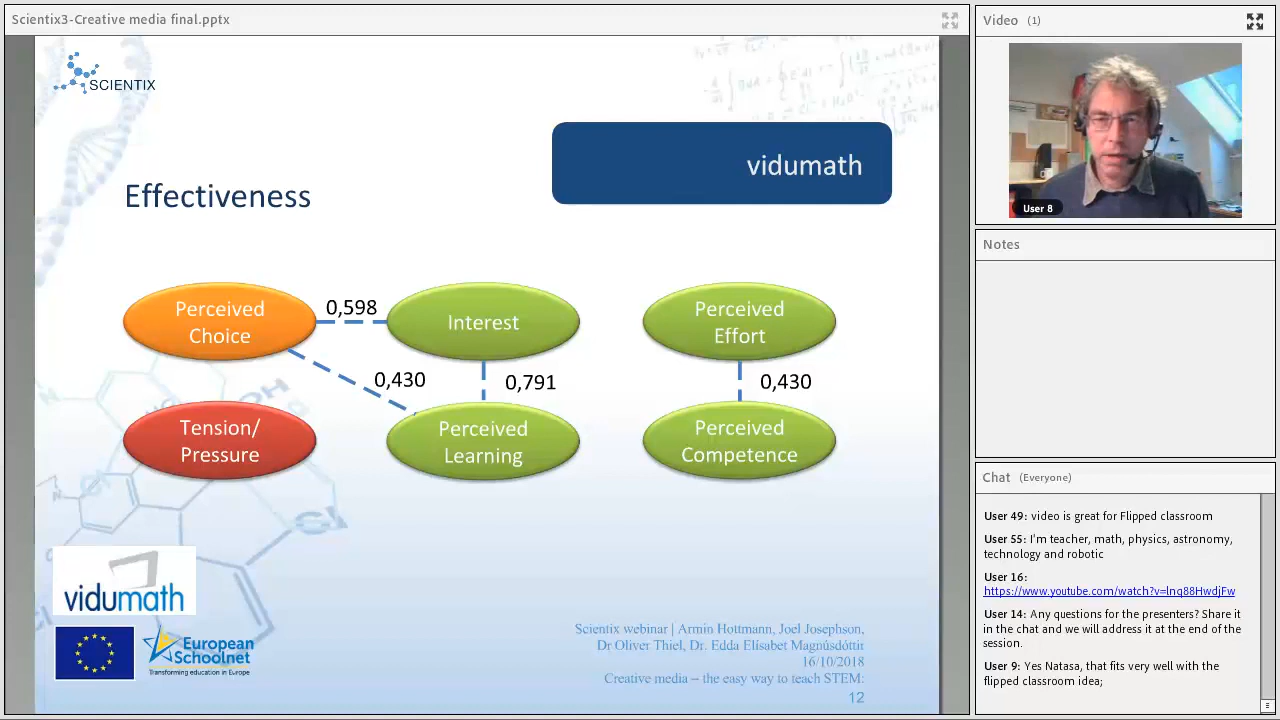 Scientix3-Creative media final.pptx
SCIENTIX
vidumath
Effectiveness
Perceived
Choice
0,598
Interest
Perceived
Effort
0,430
0,791
0,430
Tension/
Pressure
Perceived
Learning
Perceived
Competence
vidumath
European
Schoolnet
Transforming education in Europe
Scientix webinar | Armin Hottmann, Joel Josephson,
Dr Oliver Thiel, Dr. Edda Elísabet Magnúsdóttir
16/10/2018
Creative media – the easy way to teach STEM:
12
Video (1)
User 8
Notes
Chat (Everyone)
User 49: video is great for Flipped classroom
User 55: I'm teacher, math, physics, astronomy,
technology and robotic
User 16:
https://www.youtube.com/watch?v=lnq88HwdjFw
User 14: Any questions for the presenters? Share it
in the chat and we will address it at the end of the
session.
User 9: Yes Natasa, that fits very well with the
flipped classroom idea;